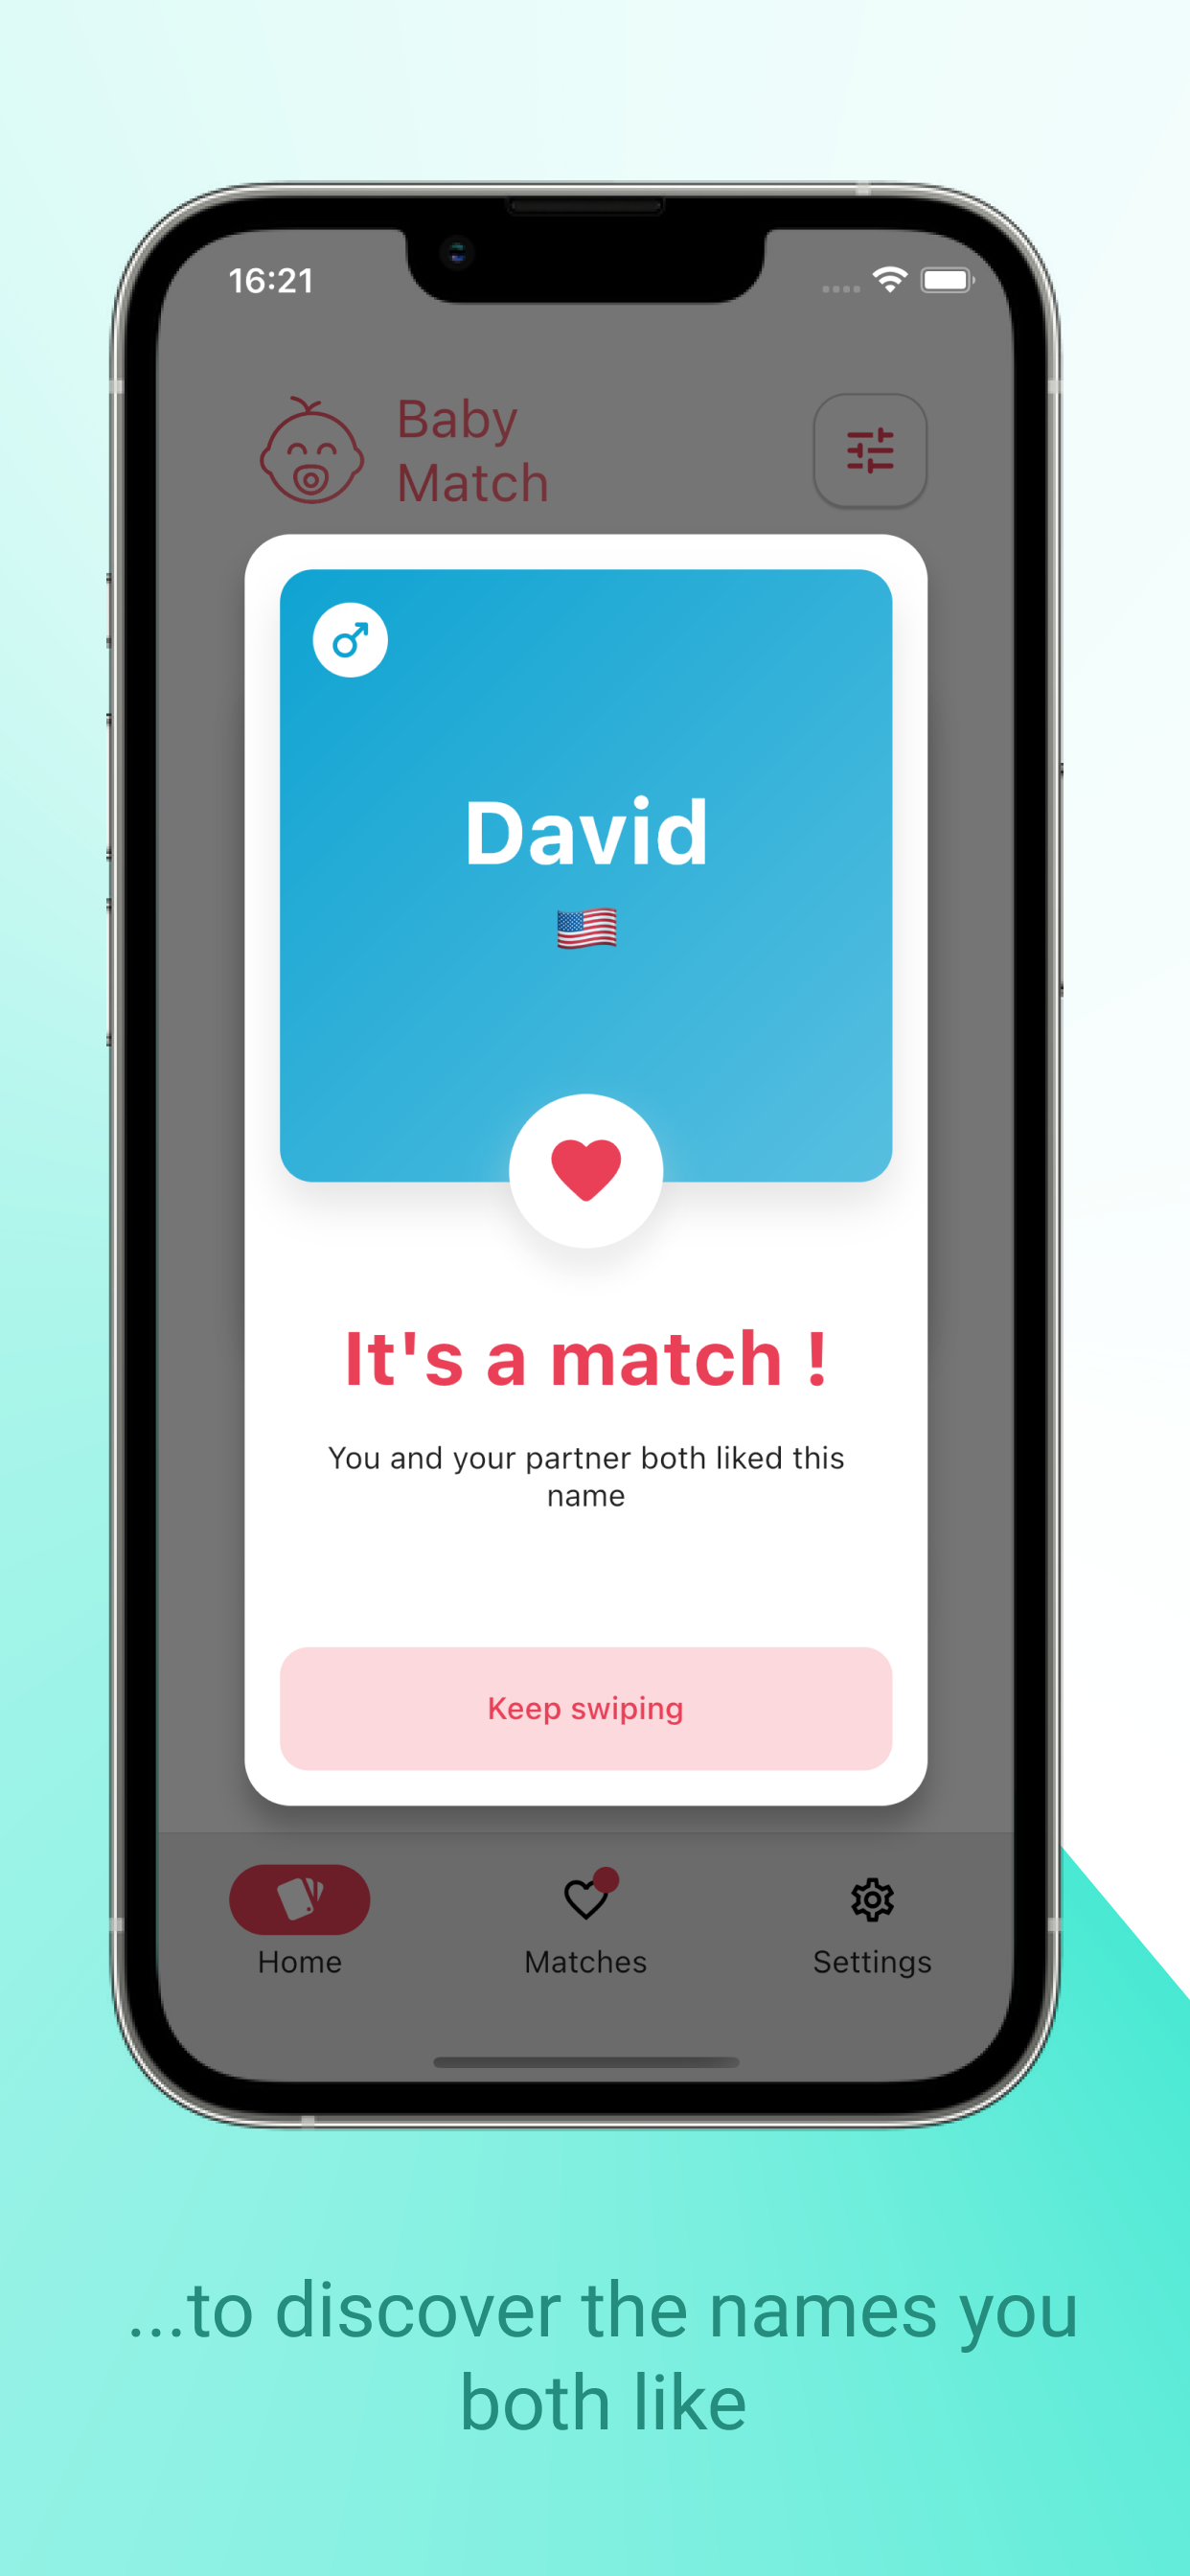 16:21
Baby
Match
David
It's a match !
You and your partner both liked this
name
Keep swiping
Home
Matches
Settings
...to discover the names you
both like